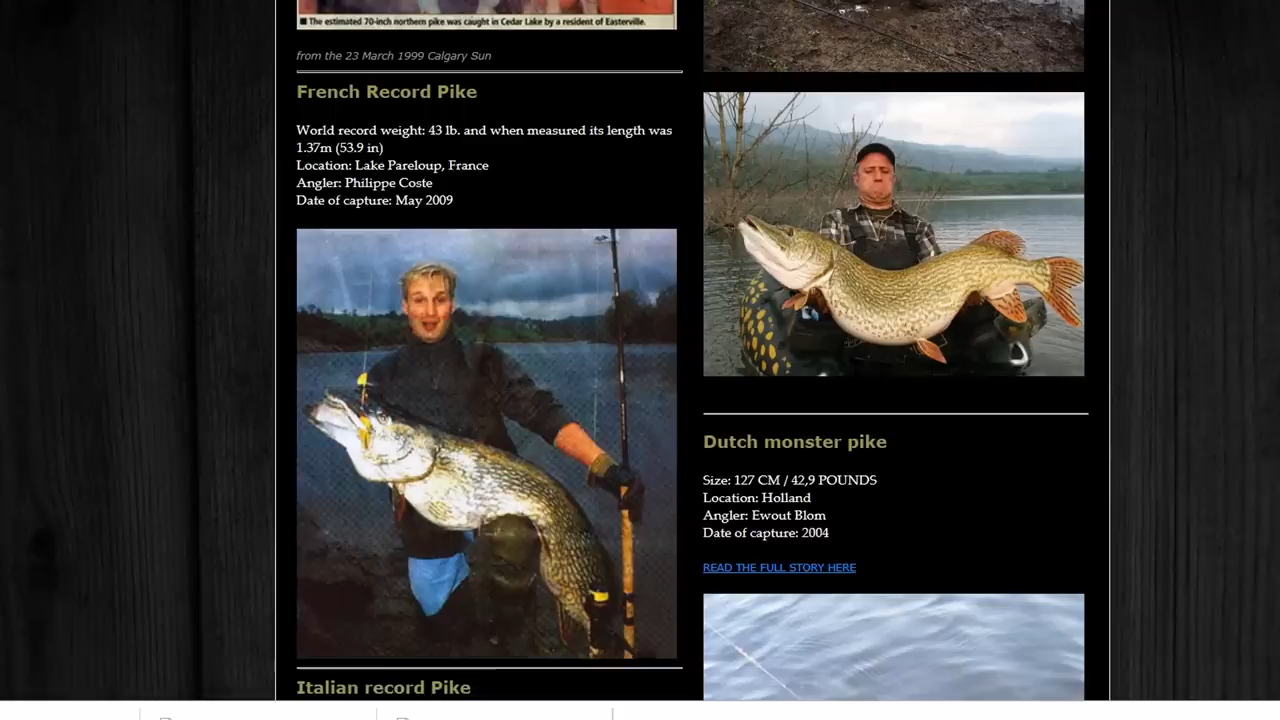 ■ The estimated 70-inch northern pike was caught in Cedar Lake by a resident of Easterville.
from the 23 March 1999 Calgary Sun
French Record Pike
World record weight: 43 lb. and when measured its length was
1.37m (53.9 in)
Location: Lake Pareloup, France
Angler: Philippe Coste
Date of capture: May 2009
Italian record Pike
Dutch monster pike
Size: 127 CM / 42,9 POUNDS
Location: Holland
Angler: Ewout Blom
Date of capture: 2004
READ THE FULL STORY HERE